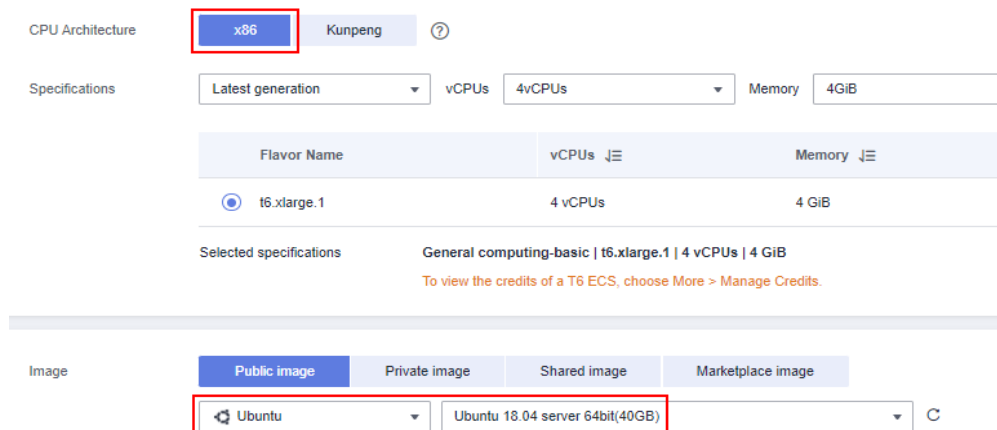 CPU Architecture x86 Kunpeng ?
Specifications Latest generation vCPUs 4vCPUs Memory 4GiB
Flavor Name vCPUs Memory
t6.xlarge.1 4 vCPUs 4 GiB
Selected specifications General computing-basic | t6.xlarge.1 | 4 vCPUs | 4 GiB
To view the credits of a T6 ECS, choose More > Manage Credits.
Image Public image Private image Shared image Marketplace image
Ubuntu Ubuntu 18.04 server 64bit(40GB)